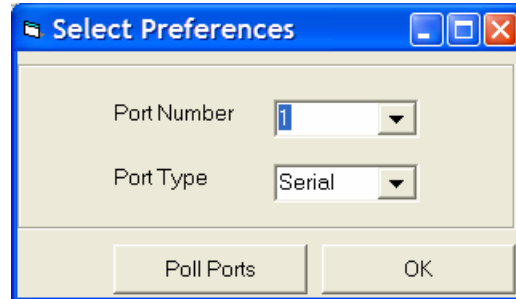 Select Preferences
Port Number 1
Port Type Serial
Poll Ports OK